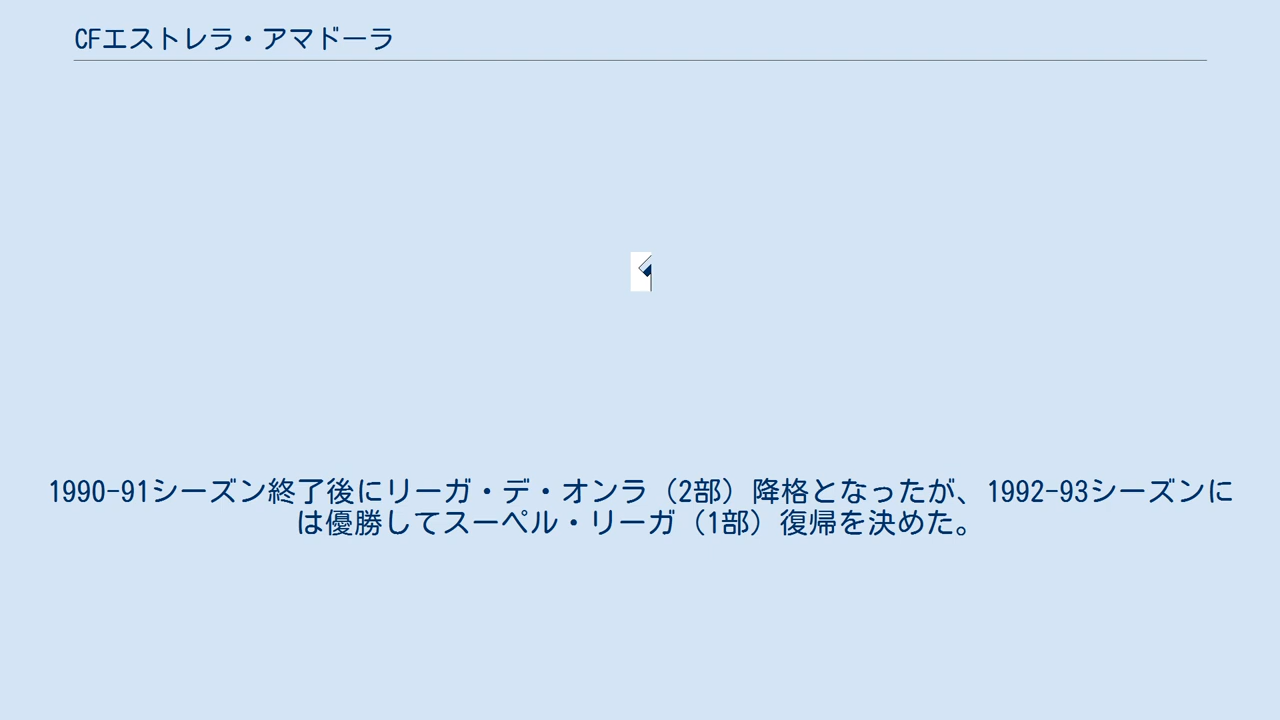 CFエストレラ・アマドーラ
1990-91シーズン終了後にリーガ・デ・オンラ（2部）降格となったが、1992-93シーズンに
は優勝してスーペル・リーガ（1部）復帰を決めた。